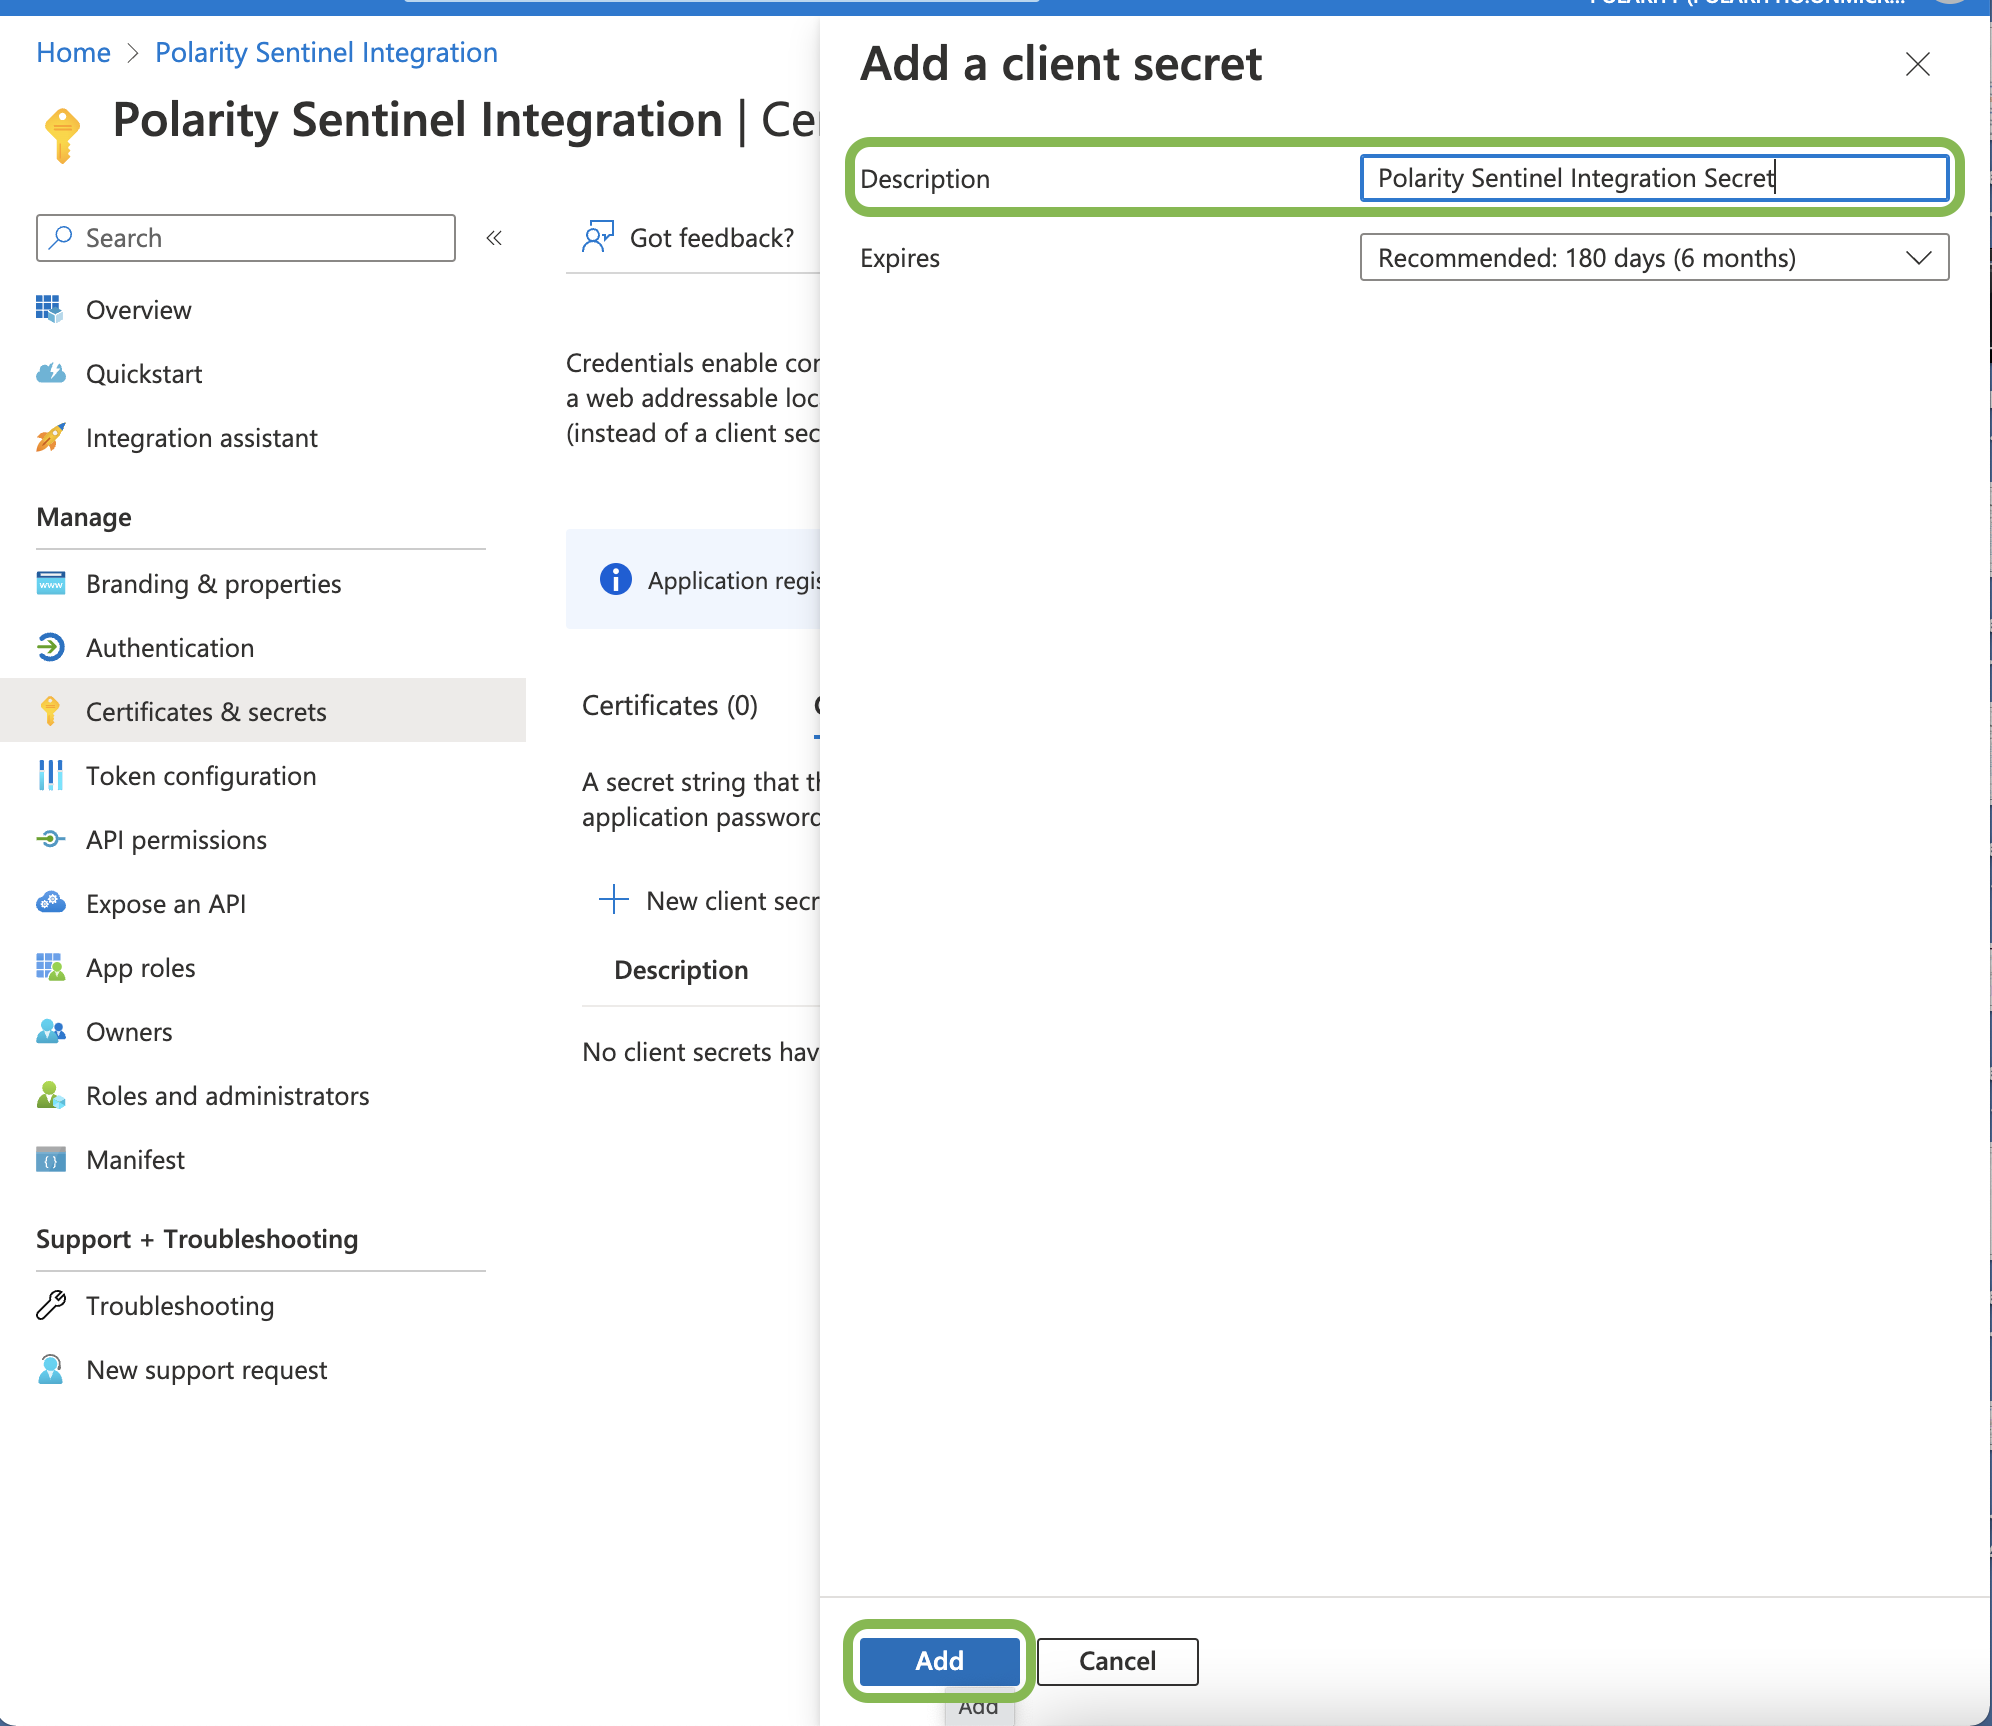 Home > Polarity Sentinel Integration
Polarity Sentinel Integration | Ce
Search
«
Overview
Quickstart
Integration assistant
Manage
Branding & properties
Authentication
Certificates & secrets
Token configuration
API permissions
Expose an API
App roles
Owners
Roles and administrators
Manifest
Support + Troubleshooting
Troubleshooting
New support request
Got feedback?
Credentials enable con
a web addressable loc
(instead of a client sec
Application regis
Certificates (0)
A secret string that th
application password
New client secr
Description
No client secrets hav
Add a client secret
Description
Polarity Sentinel Integration Secret
Expires
Recommended: 180 days (6 months)
Add
Cancel
Add